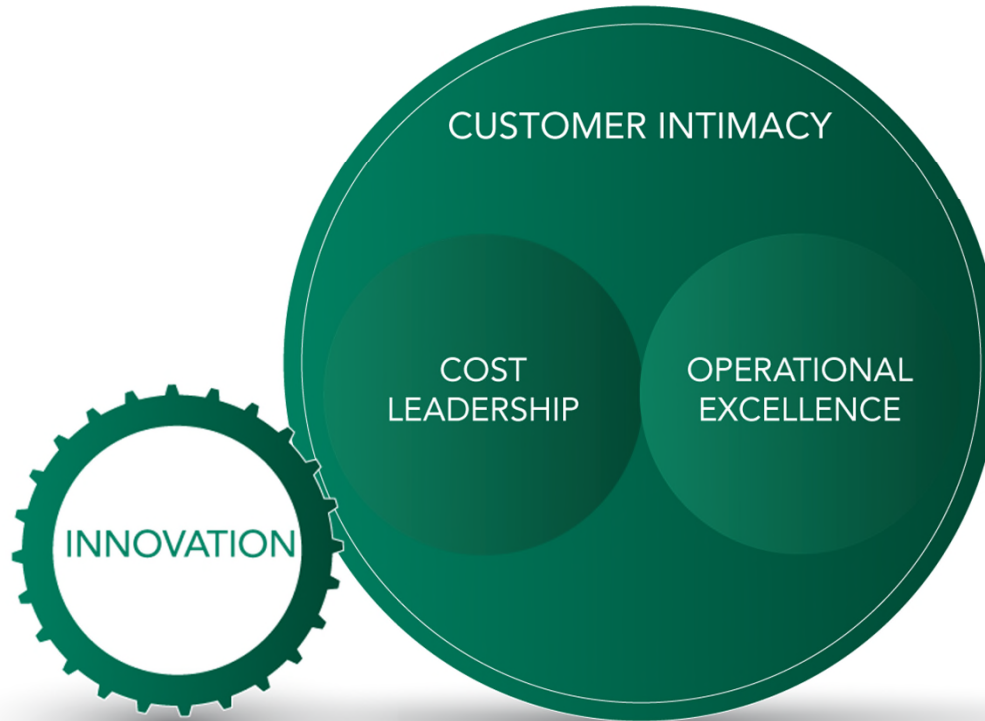 CUSTOMER INTIMACY
COST
LEADERSHIP
OPERATIONAL
EXCELLENCE
INNOVATION